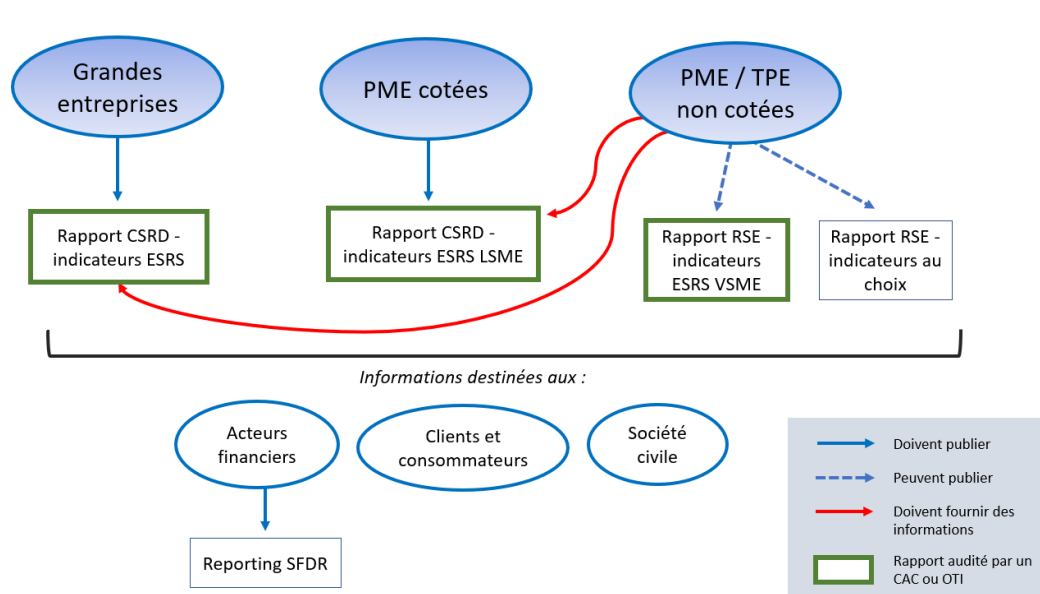 Grandes
entreprises
PME cotées
PME / TPE
non cotées
Rapport CSRD -
indicateurs ESRS
Rapport CSRD -
indicateurs ESRS LSME
Rapport RSE -
indicateurs
ESRS VSME
Rapport RSE -
indicateurs au
choix
Informations destinées aux :
Acteurs
financiers
Clients et
consommateurs
Société
civile
Reporting SFDR
Doivent publier
Peuvent publier
Doivent fournir des
informations
Rapport audité par un
CAC ou OTI